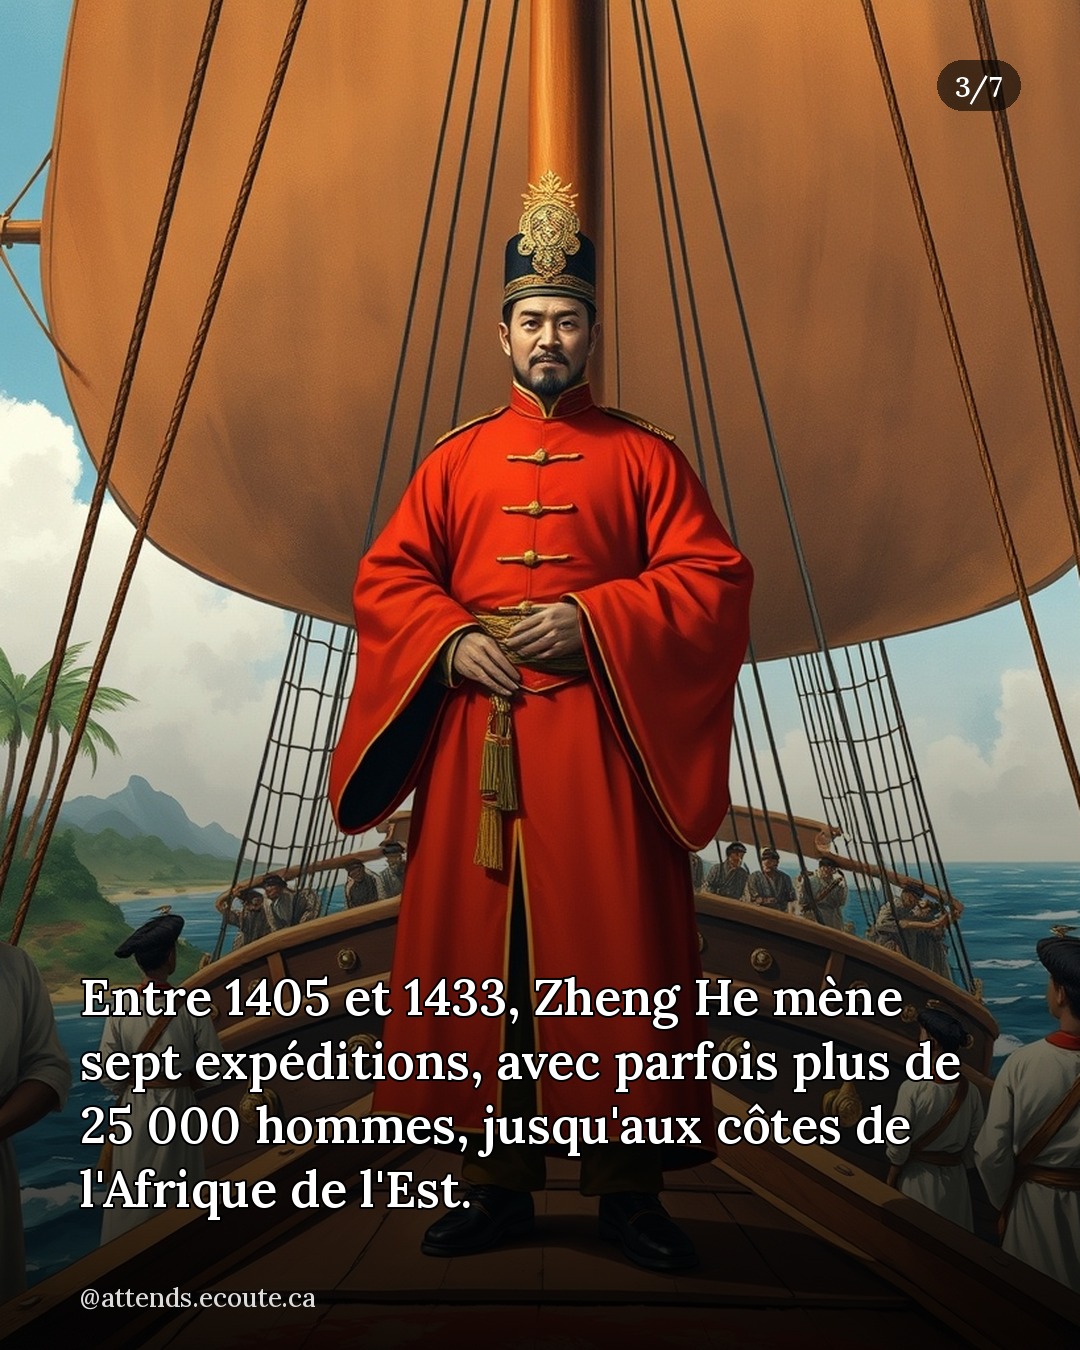 3/7
Entre 1405 et 1433, Zheng He mène
sept expéditions, avec parfois plus de
25 000 hommes, jusqu'aux côtes de
l'Afrique de l'Est.
@attends.ecoute.ca